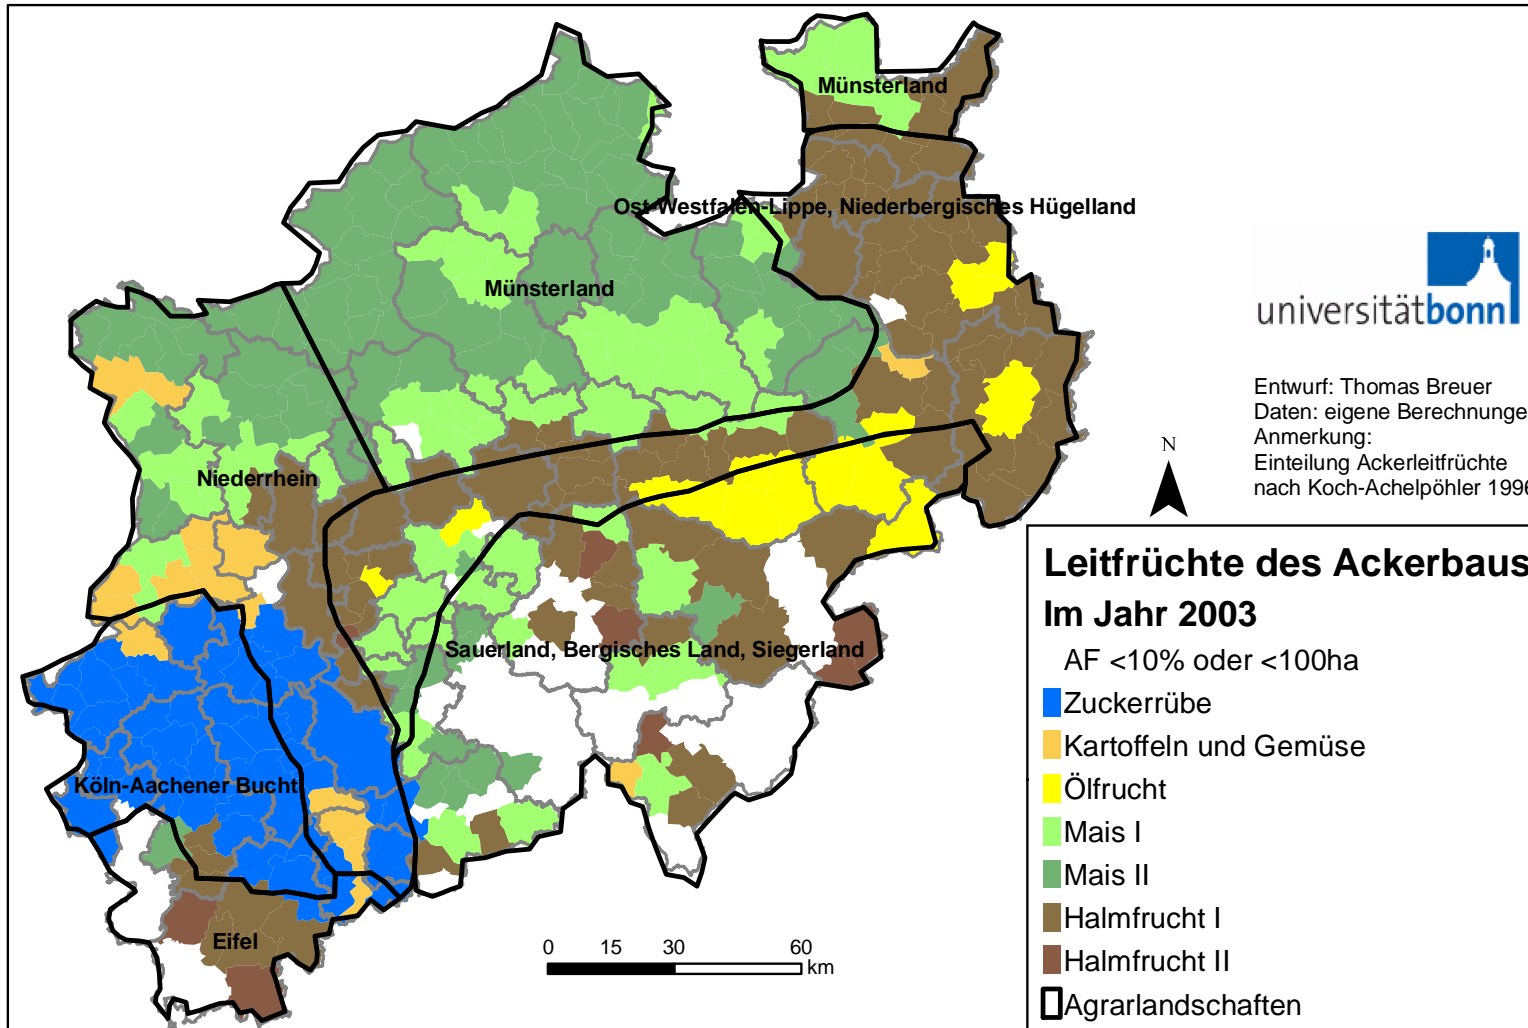 Münsterland
Ost-Westfalen-Lippe, Niederbergisches Hügelland
Münsterland
Niederrhein
Sauerland, Bergisches Land, Siegerland
Köln-Aachener Bucht
Eifel
0 15 30 60
km
universitätbonn
Entwurf: Thomas Breuer
Daten: eigene Berechnunge
Anmerkung:
Einteilung Ackerleitfrüchte
nach Koch-Achelpöhler 1996
N
Leitfrüchte des Ackerbaus
Im Jahr 2003
AF <10% oder <100ha
Zuckerrübe
Kartoffeln und Gemüse
Ölfrucht
Mais I
Mais II
Halmfrucht I
Halmfrucht II
Agrarlandschaften